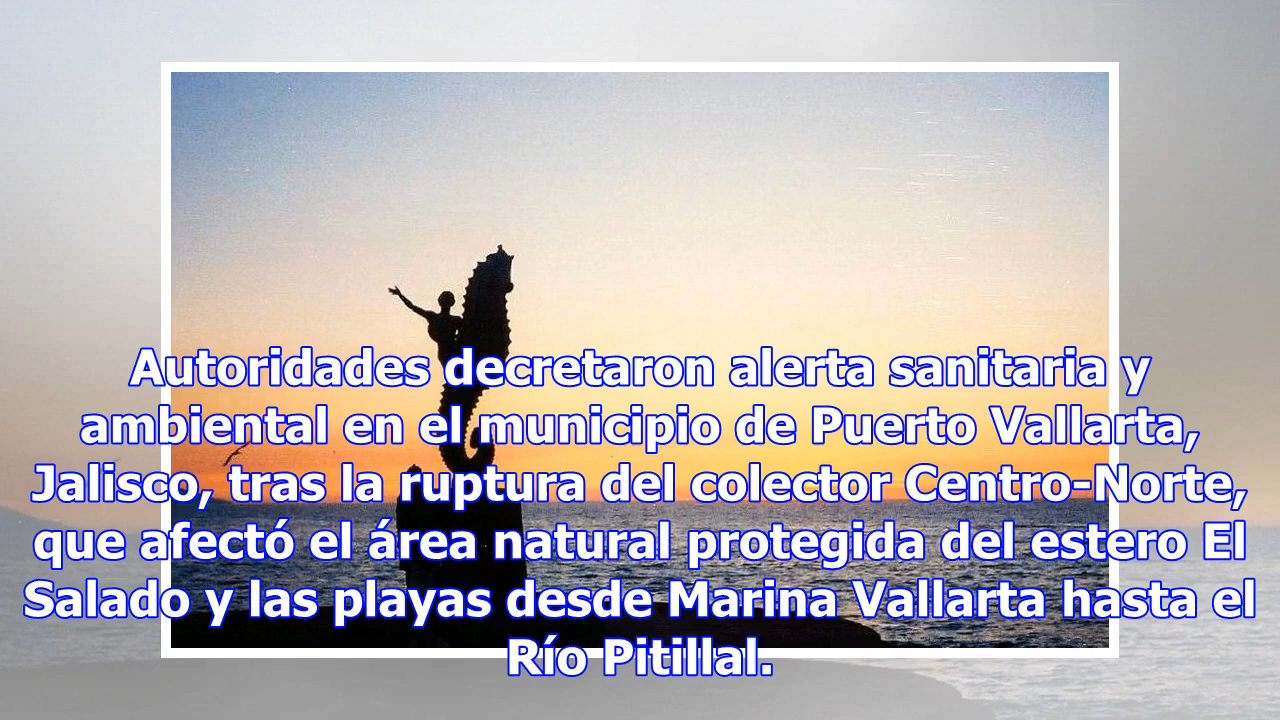 Autoridades decretaron alerta sanitaria y
ambiental en el municipio de Puerto Vallarta,
Jalisco, tras la ruptura del colector Centro-Norte,
que afectó el área natural protegida del estero El
Salado y las playas desde Marina Vallarta hasta el
Río Pitillal.